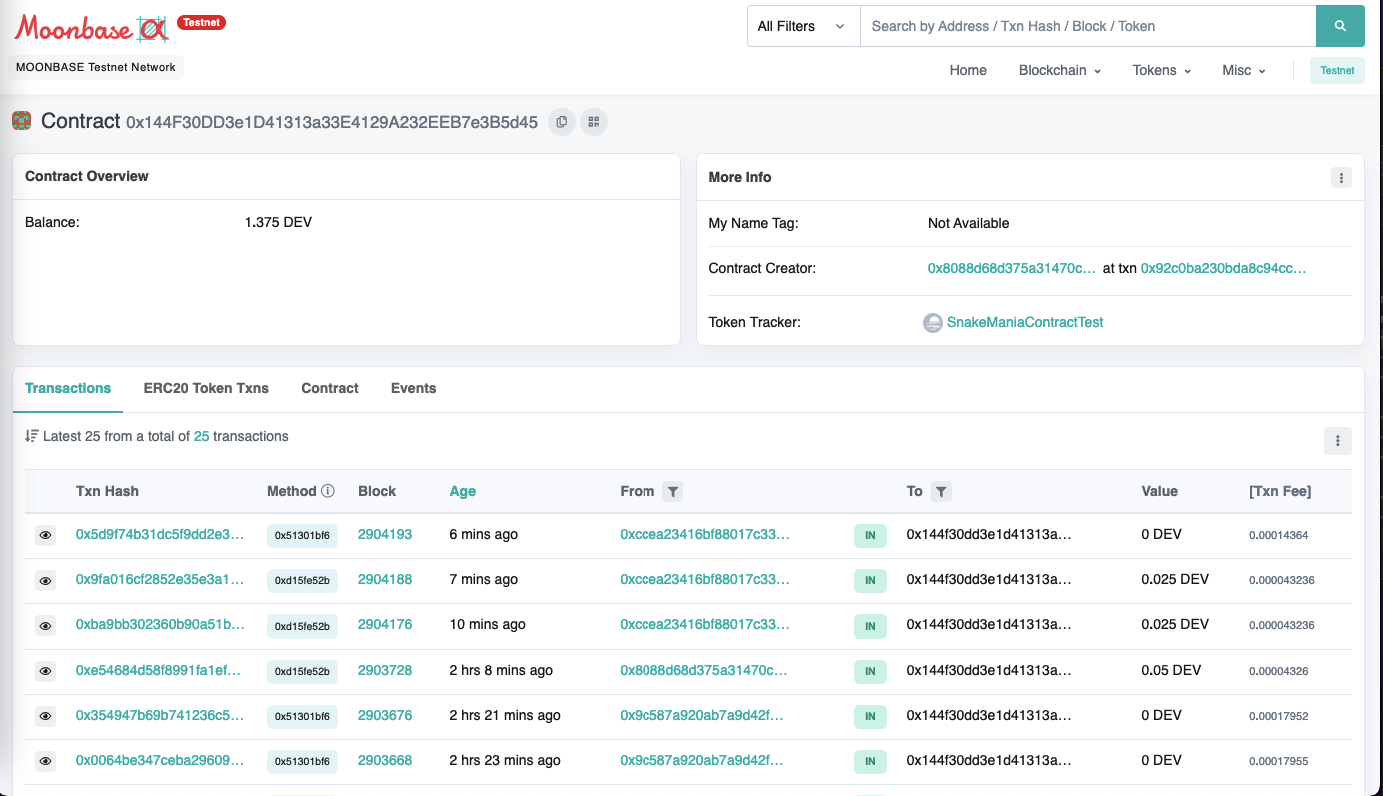 Moonbase α Testnet
All Filters Search by Address / Txn Hash / Block / Token
MOONBASE Testnet Network
Home Blockchain Tokens Misc Testnet
Contract 0x144F30DD3e1D41313a33E4129A232EEB7e3B5d45
Contract Overview
Balance: 1.375 DEV
More Info
My Name Tag: Not Available
Contract Creator: 0x8088d68d375a31470c... at txn 0x92c0ba230bda8c94cc...
Token Tracker: SnakeManiaContractTest
Transactions ERC20 Token Txns Contract Events
Latest 25 from a total of 25 transactions
Txn Hash Method Block Age From To Value [Txn Fee]
0x5d9f74b31dc5f9dd2e3... 0x51301bf6 2904193 6 mins ago 0xccea23416bf88017c33... IN 0x144f30dd3e1d41313a... 0 DEV 0.00014364
0x9fa016cf2852e35e3a1... 0xd15fe52b 2904188 7 mins ago 0xccea23416bf88017c33... IN 0x144f30dd3e1d41313a... 0.025 DEV 0.000043236
0xba9bb302360b90a51b... 0xd15fe52b 2904176 10 mins ago 0xccea23416bf88017c33... IN 0x144f30dd3e1d41313a... 0.025 DEV 0.000043236
0xe54684d58f8991fa1ef... 0xd15fe52b 2903728 2 hrs 8 mins ago 0x8088d68d375a31470c... IN 0x144f30dd3e1d41313a... 0.05 DEV 0.00004326
0x354947b69b741236c5... 0x51301bf6 2903676 2 hrs 21 mins ago 0x9c587a920ab7a9d42f... IN 0x144f30dd3e1d41313a... 0 DEV 0.00017952
0x0064be347ceba29609... 0x51301bf6 2903668 2 hrs 23 mins ago 0x9c587a920ab7a9d42f... IN 0x144f30dd3e1d41313a... 0 DEV 0.00017955